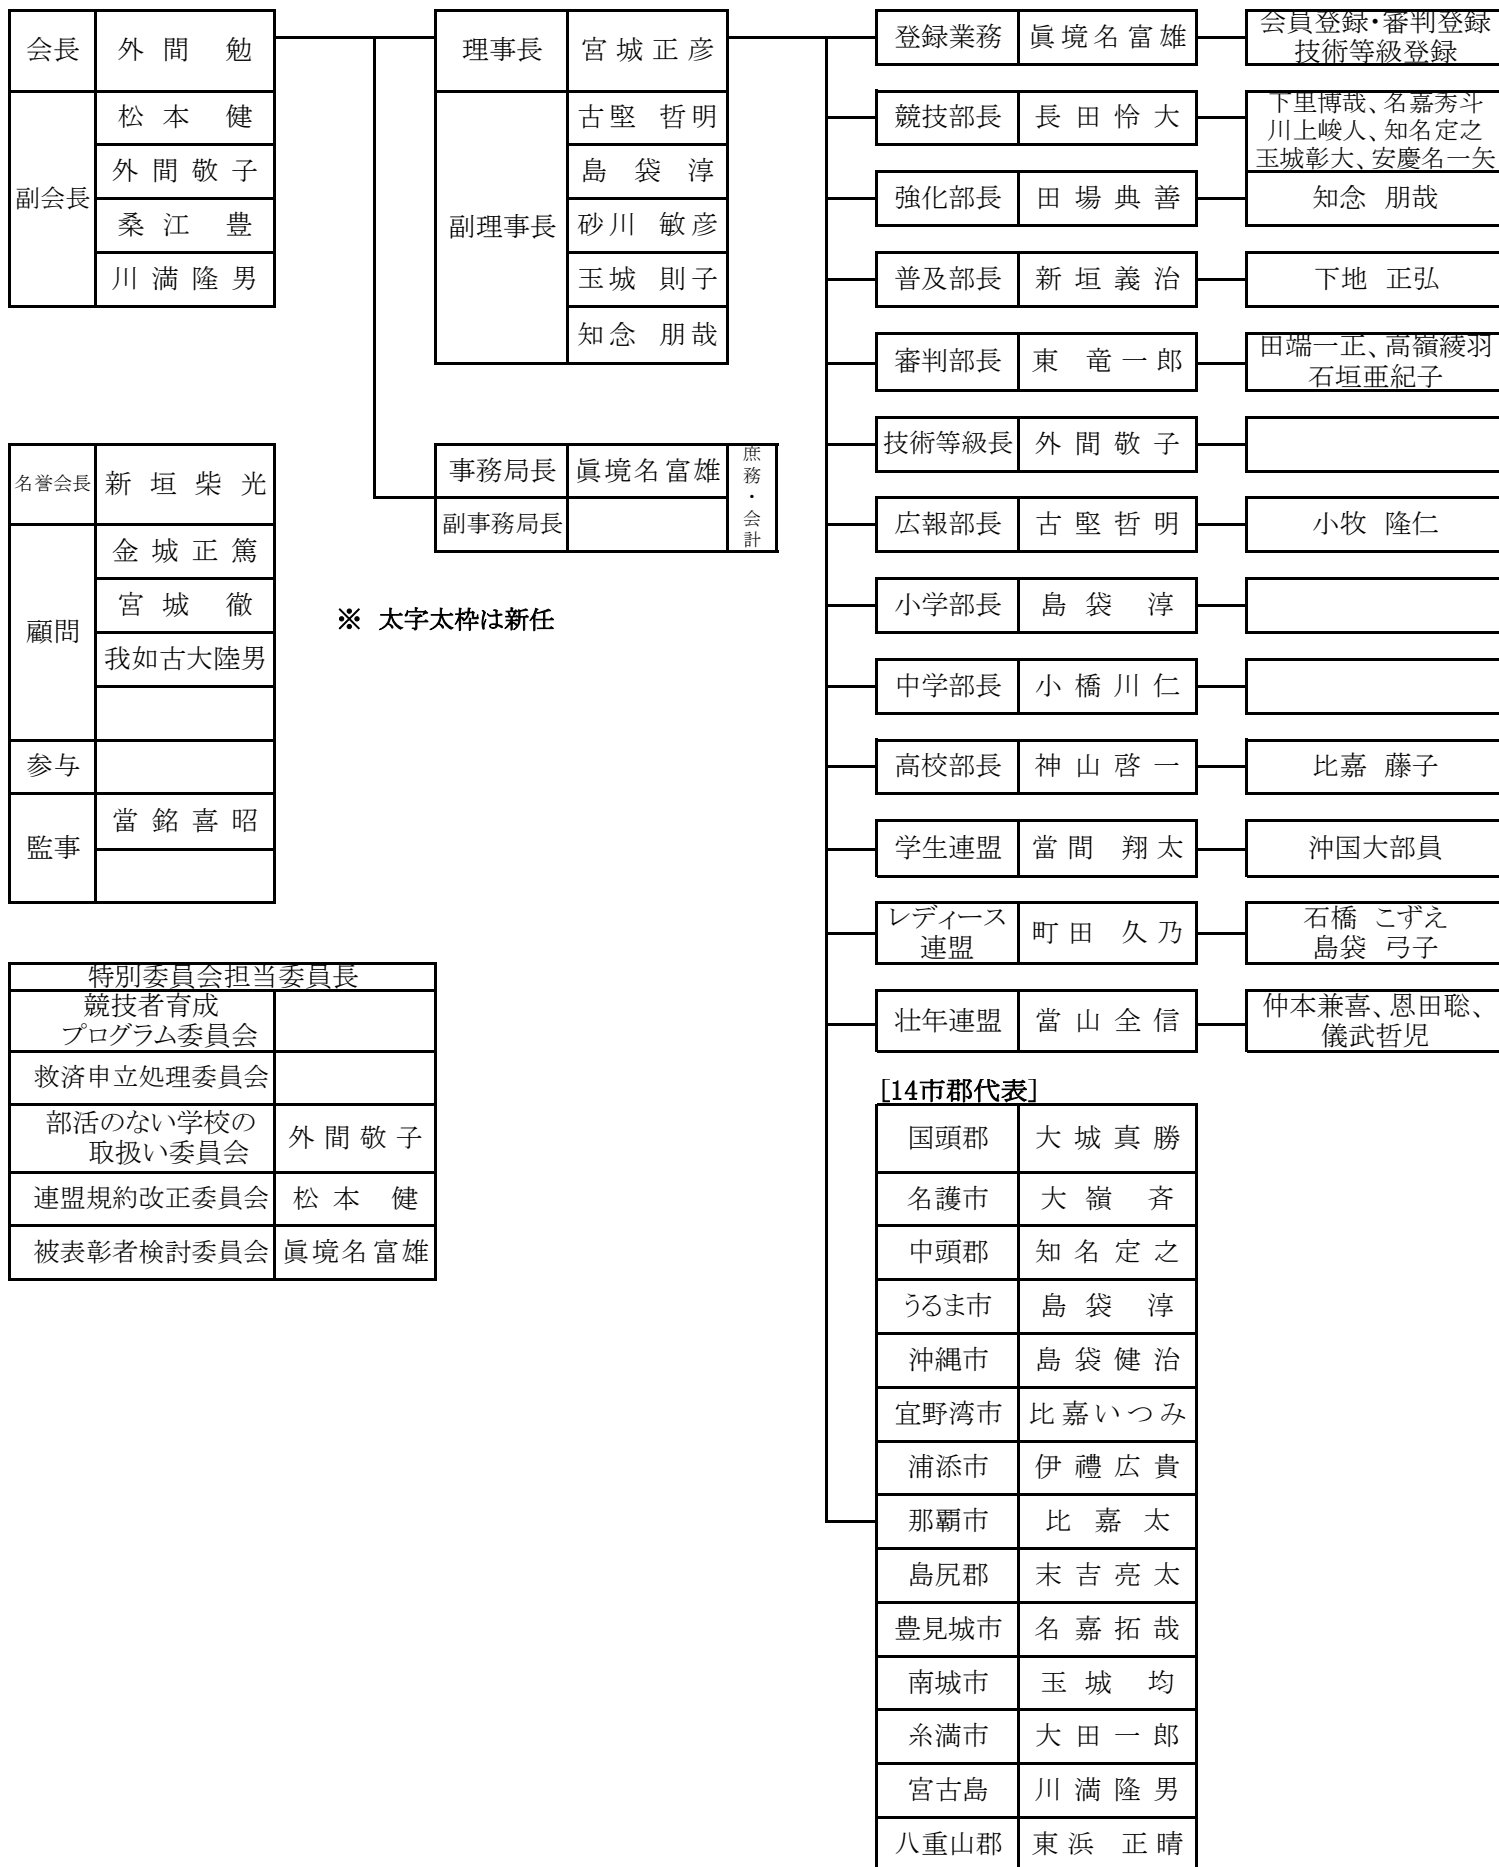 会長 外間 勉
副会長
松本 健
外間敬子
桑江 豊
川満隆男
名誉会長 新垣柴光
顧問
金城正篤
宮城 徹
我如古大陸男
参与
監事 當銘喜昭
特別委員会担当委員長
競技者育成
プログラム委員会
救済申立処理委員会
部活のない学校の
取扱い委員会 外間敬子
連盟規約改正委員会 松本 健
被表彰者検討委員会 眞境名富雄
理事長 宮城正彦
副理事長
古堅 哲明
島袋 淳
砂川 敏彦
玉城 則子
知念 朋哉
事務局長 眞境名富雄
副事務局長
庶務・会計
※ 太字太枠は新任
登録業務 眞境名富雄
会員登録・審判登録
技術等級登録
競技部長 長田怜大
下里博哉、名嘉秀斗
川上峻人、知名定之
玉城彰大、安慶名一矢
強化部長 田場典善 知念 朋哉
普及部長 新垣義治 下地 正弘
審判部長 東 竜一郎
田端一正、高嶺綾羽
石垣亜紀子
技術等級長 外間敬子
広報部長 古堅哲明 小牧 隆仁
小学部長 島袋 淳
中学部長 小橋川仁
高校部長 神山啓一 比嘉 藤子
学生連盟 當間 翔太 沖国大部員
レディース
連盟 町田 久乃
石橋 こずえ
島袋 弓子
壮年連盟 當山全信
仲本兼喜、恩田聡、
儀武哲児
[14市郡代表]
国頭郡 大城真勝
名護市 大嶺 斉
中頭郡 知名定之
うるま市 島袋 淳
沖縄市 島袋健治
宜野湾市 比嘉いつみ
浦添市 伊禮広貴
那覇市 比嘉太
島尻郡 末吉亮太
豊見城市 名嘉拓哉
南城市 玉城 均
糸満市 大田一郎
宮古島 川満隆男
八重山郡 東浜 正晴